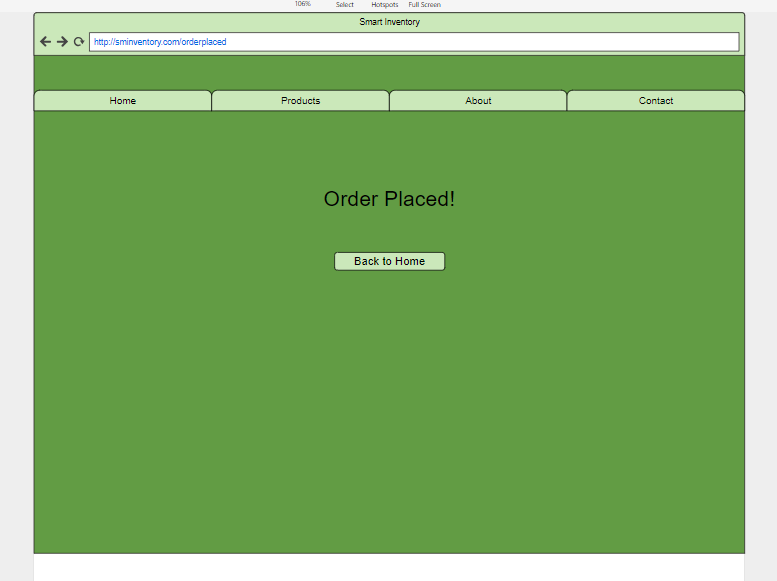 106% Select Hotspots Full Screen
Smart Inventory
http://sminventory.com/orderplaced
Home Products About Contact
Order Placed!
Back to Home